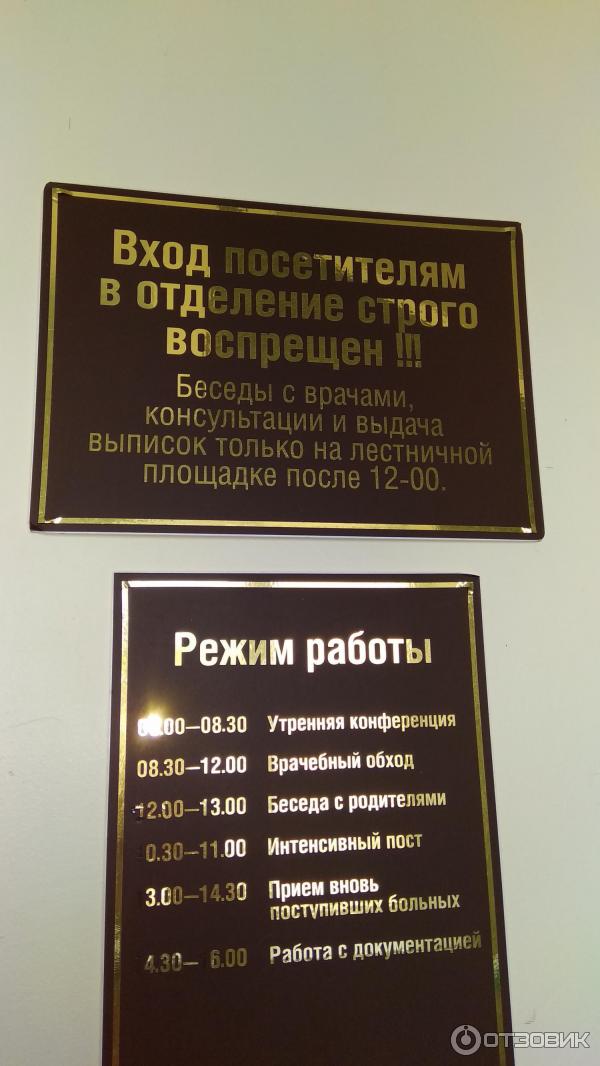 Вход посетителям
в отделение строго
воспрещен !!!
Беседы с врачами,
консультации и выдача
выписок только на лестничной
площадке после 12-00.
Режим работы
00—08.30 Утренняя конференция
08.30—12.00 Врачебный обход
12.00—13.00 Беседа с родителями
0.30—11.00 Интенсивный пост
3.00—14.30 Прием вновь
поступивших больных
4.30—16.00 Работа с документацией
ОТЗОВИК